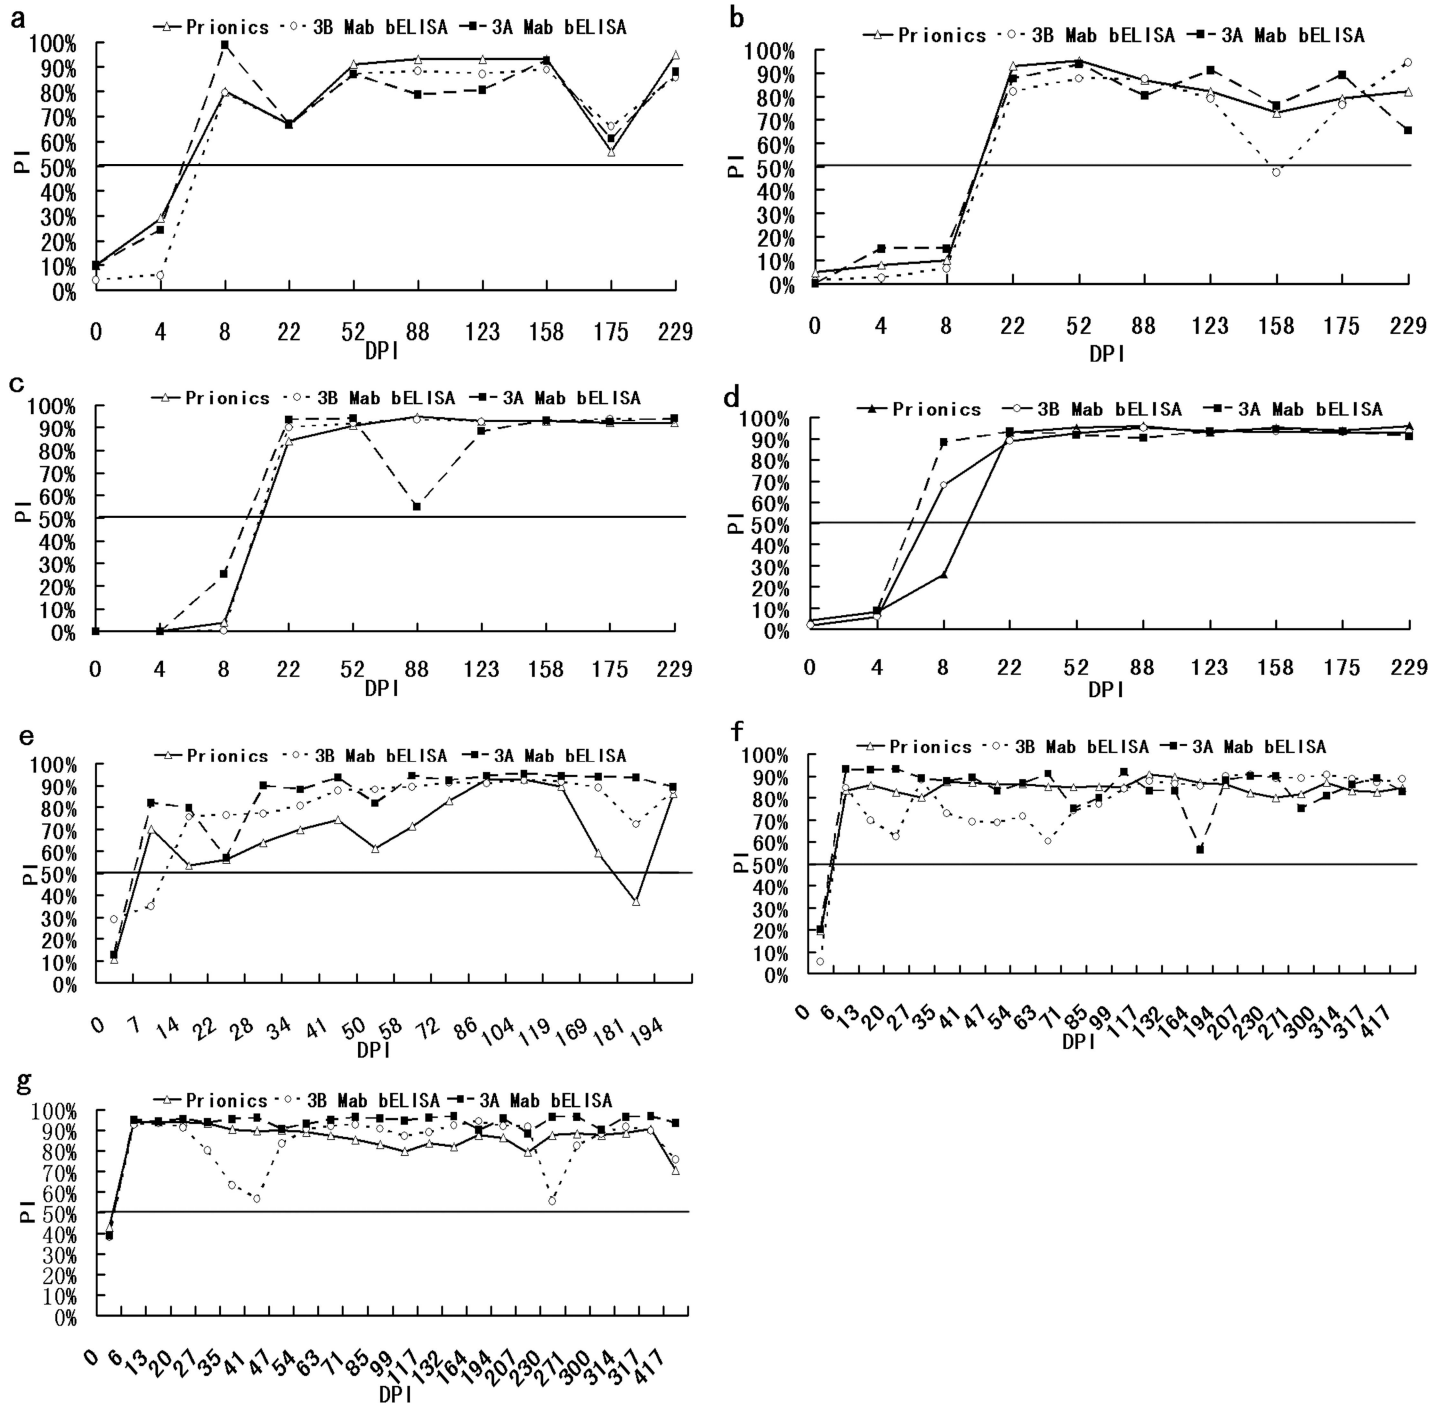 a
Prionics 3B Mab bELISA 3A Mab bELISA
100%
90%
80%
70%
60%
50%
40%
30%
20%
10%
0%
PI
0 4 8 22 52 88 123 158 175 229
DPI
b
Prionics 3B Mab bELISA 3A Mab bELISA
100%
90%
80%
70%
60%
50%
40%
30%
20%
10%
0%
PI
0 4 8 22 52 88 123 158 175 229
DPI
c
Prionics 3B Mab bELISA 3A Mab bELISA
100%
90%
80%
70%
60%
50%
40%
30%
20%
10%
0%
PI
0 4 8 22 52 88 123 158 175 229
DPI
d
Prionics 3B Mab bELISA 3A Mab bELISA
100%
90%
80%
70%
60%
50%
40%
30%
20%
10%
0%
PI
0 4 8 22 52 88 123 158 175 229
DPI
e
Prionics 3B Mab bELISA 3A Mab bELISA
100%
90%
80%
70%
60%
50%
40%
30%
20%
10%
0%
PI
0 7 14 22 28 34 41 50 58 72 86 104 119 169 181 194
DPI
f
Prionics 3B Mab bELISA 3A Mab bELISA
100%
90%
80%
70%
60%
50%
40%
30%
20%
10%
0%
PI
0 6 13 20 27 35 41 47 54 63 71 85 99 117 132 164 194 207 230 271 300 314 317 417
DPI
g
Prionics 3B Mab bELISA 3A Mab bELISA
100%
90%
80%
70%
60%
50%
40%
30%
20%
10%
0%
PI
0 6 13 20 27 35 41 47 54 63 71 85 99 117 132 164 194 207 230 271 300 314 317 417
DPI